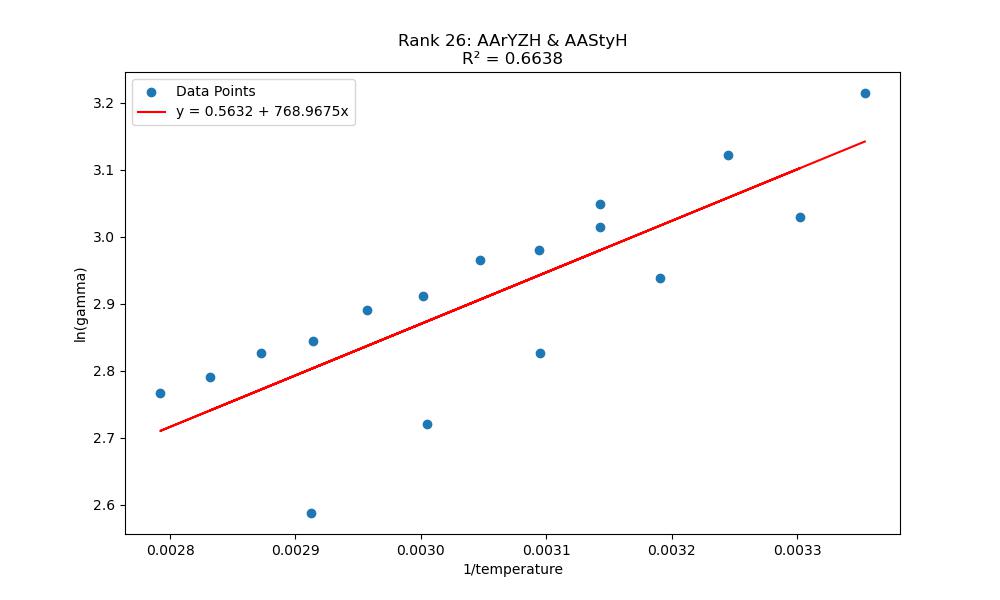 Rank 26: AArYZH & AAStyH
R² = 0.6638
Data Points
y = 0.5632 + 768.9675x
3.2
3.1
3.0
2.9
2.8
2.7
2.6
ln(gamma)
0.0028 0.0029 0.0030 0.0031 0.0032 0.0033
1/temperature